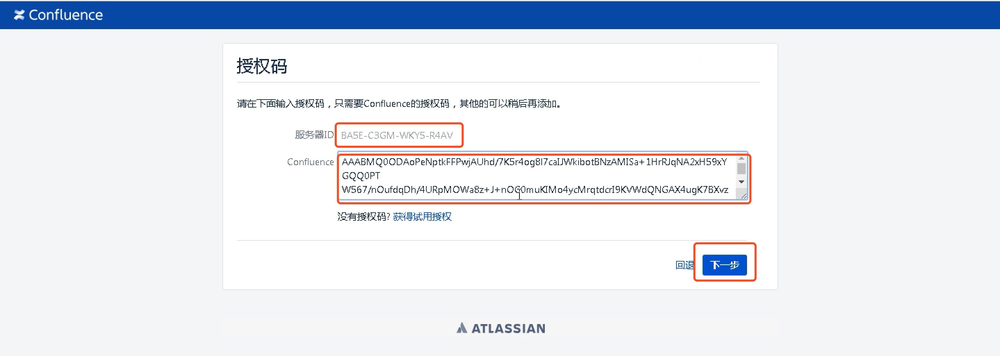 Confluence
授权码
请在下面输入授权码，只需要Confluence的授权码，其他的可以稍后再添加。
服务器ID BA5E-C3GM-WKY5-R4AV
Confluence AAABMQ0ODAoPeNptkFFPwjAUhd/7K5r4og8I7caIJWkibotBNzAMISa+1HrRJqNA2xH59xY
GQQ0PT
W567/nOufdqDh/4URpMOWa8z+J+nOG0muKIMo4ycMrqtdcrI9KVWdQNGAX4ugK7BXvz
没有授权码? 获得试用授权
回退 下一步
ATLASSIAN